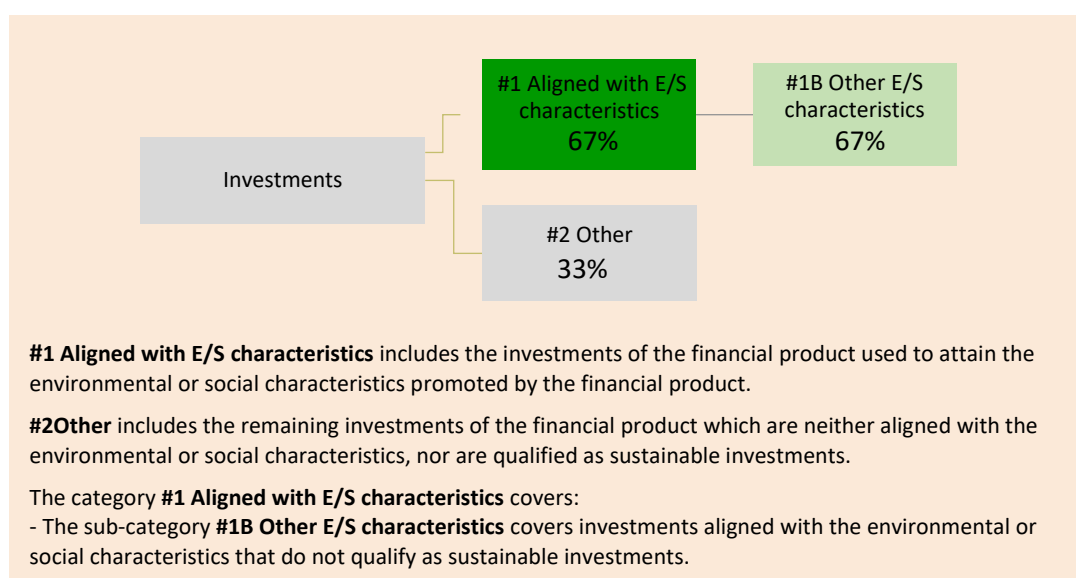 Investments
#1 Aligned with E/S
characteristics
67%
#1B Other E/S
characteristics
67%
#2 Other
33%
#1 Aligned with E/S characteristics includes the investments of the financial product used to attain the
environmental or social characteristics promoted by the financial product.
#2Other includes the remaining investments of the financial product which are neither aligned with the
environmental or social characteristics, nor are qualified as sustainable investments.
The category #1 Aligned with E/S characteristics covers:
- The sub-category #1B Other E/S characteristics covers investments aligned with the environmental or
social characteristics that do not qualify as sustainable investments.